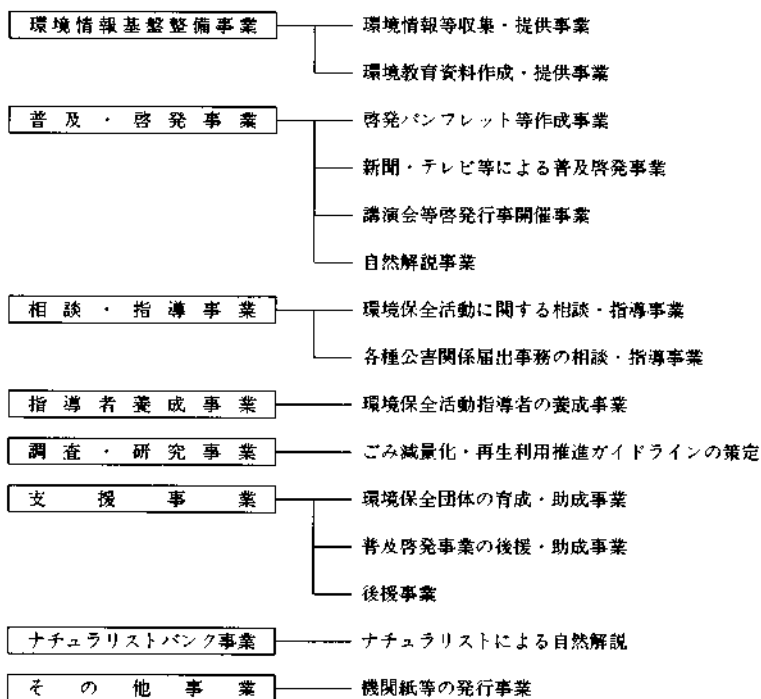 環境情報基盤整備事業 環境情報等収集・提供事業
環境教育資料作成・提供事業
普及・啓発事業 啓発パンフレット等作成事業
新聞・テレビ等による普及啓発事業
講演会等啓発行事開催事業
自然解説事業
相談・指導事業 環境保全活動に関する相談・指導事業
各種公害関係届出事務の相談・指導事業
指導者養成事業 環境保全活動指導者の養成事業
調査・研究事業 ごみ減量化・再生利用推進ガイドラインの策定
支援事業 環境保全団体の育成・助成事業
普及啓発事業の後援・助成事業
後援事業
ナチュラリストバンク事業 ナチュラリストによる自然解説
その他事業 機関紙等の発行事業